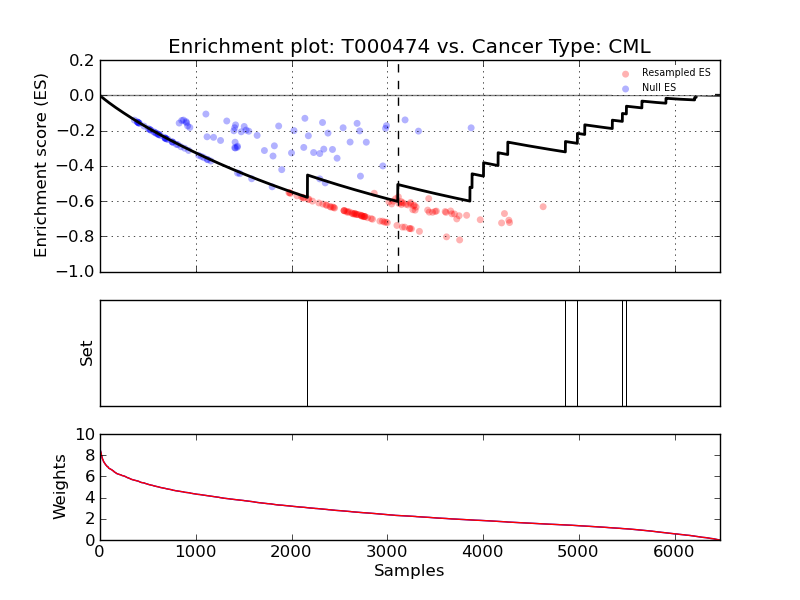 Enrichment plot: T000474 vs. Cancer Type: CML
Enrichment score (ES)
0.2
0.0
−0.2
−0.4
−0.6
−0.8
−1.0
Resampled ES
Null ES
Set
Weights
10
8
6
4
2
0
0 1000 2000 3000 4000 5000 6000
Samples